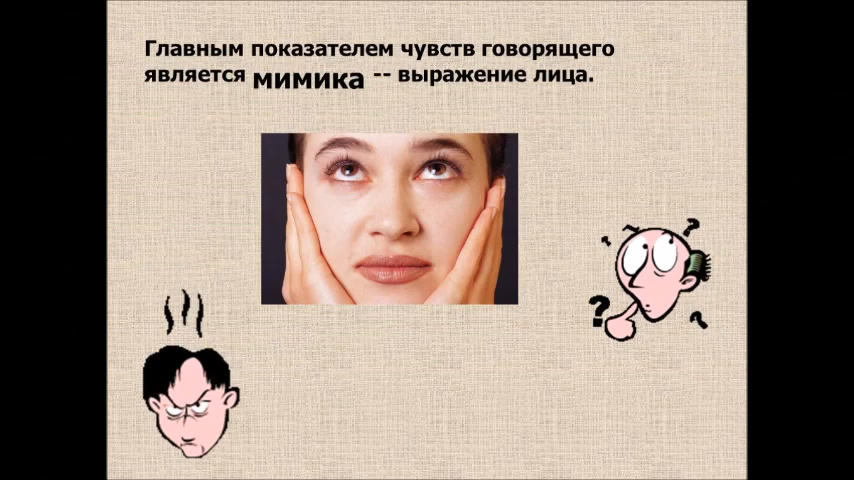 Главным показателем чувств говорящего
является мимика -- выражение лица.
? ?
? ?